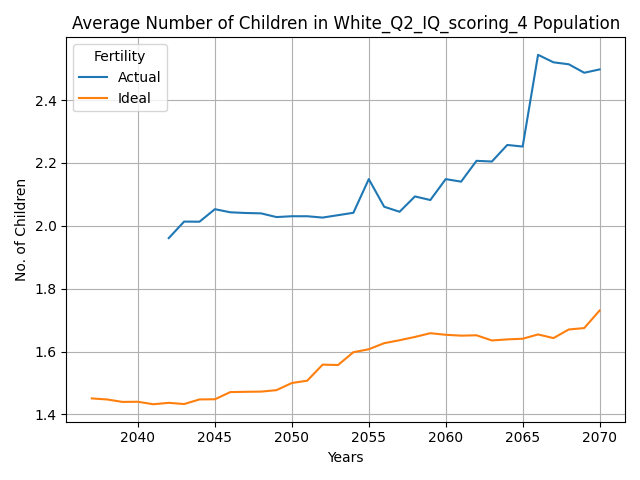 Average Number of Children in White_Q2_IQ_scoring_4 Population
Fertility
Actual
Ideal
No. of Children
2.4
2.2
2.0
1.8
1.6
1.4
2040 2045 2050 2055 2060 2065 2070
Years